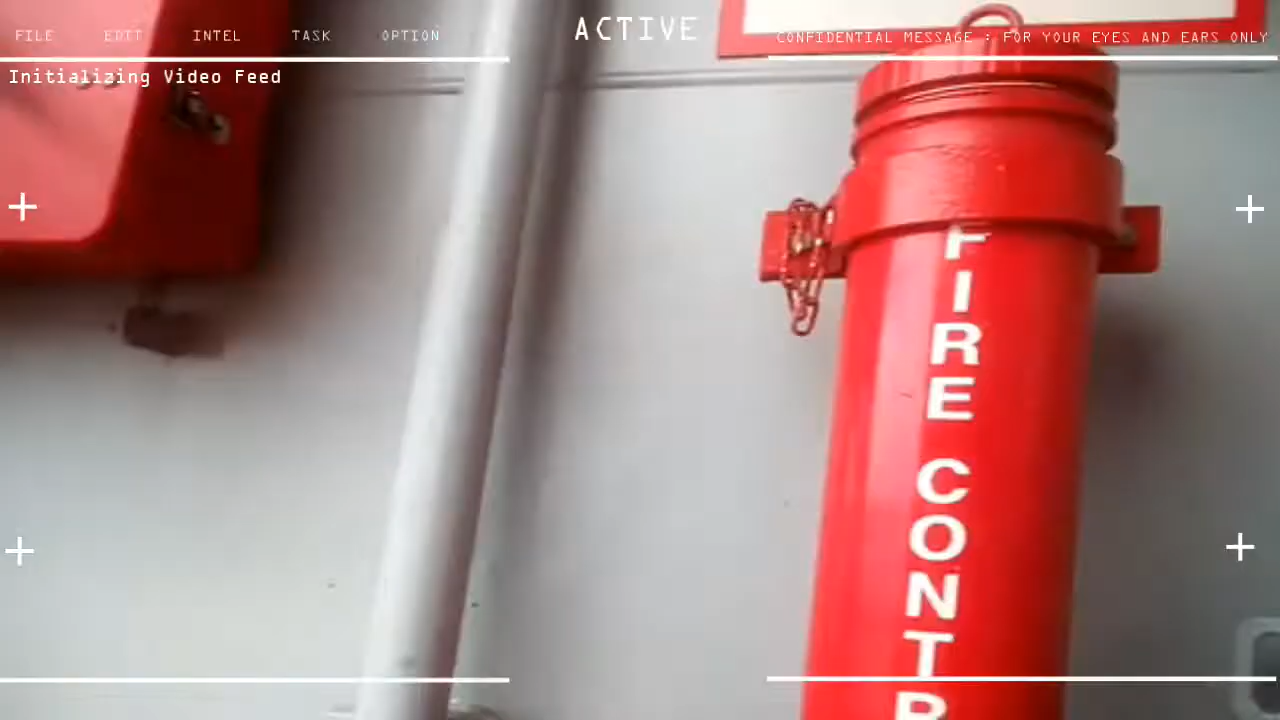 FILE EDIT INTEL TASK OPTION
ACTIVE
CONFIDENTIAL MESSAGE : FOR YOUR EYES AND EARS ONLY
Initializing Video Feed
FIRE CONTR